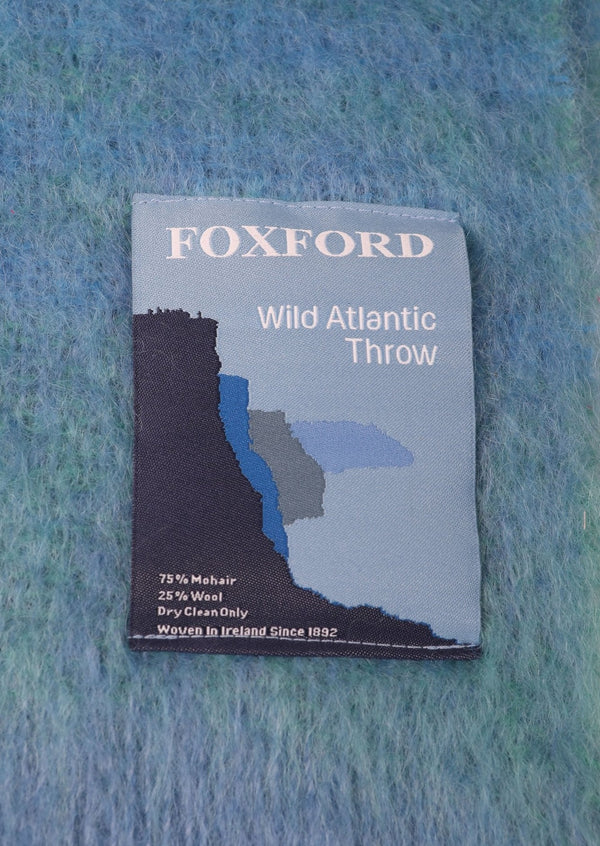 FOXFORD
Wild Atlantic
Throw
75% Mohair
25% Wool
Dry Clean Only
Woven In Ireland Since 1892